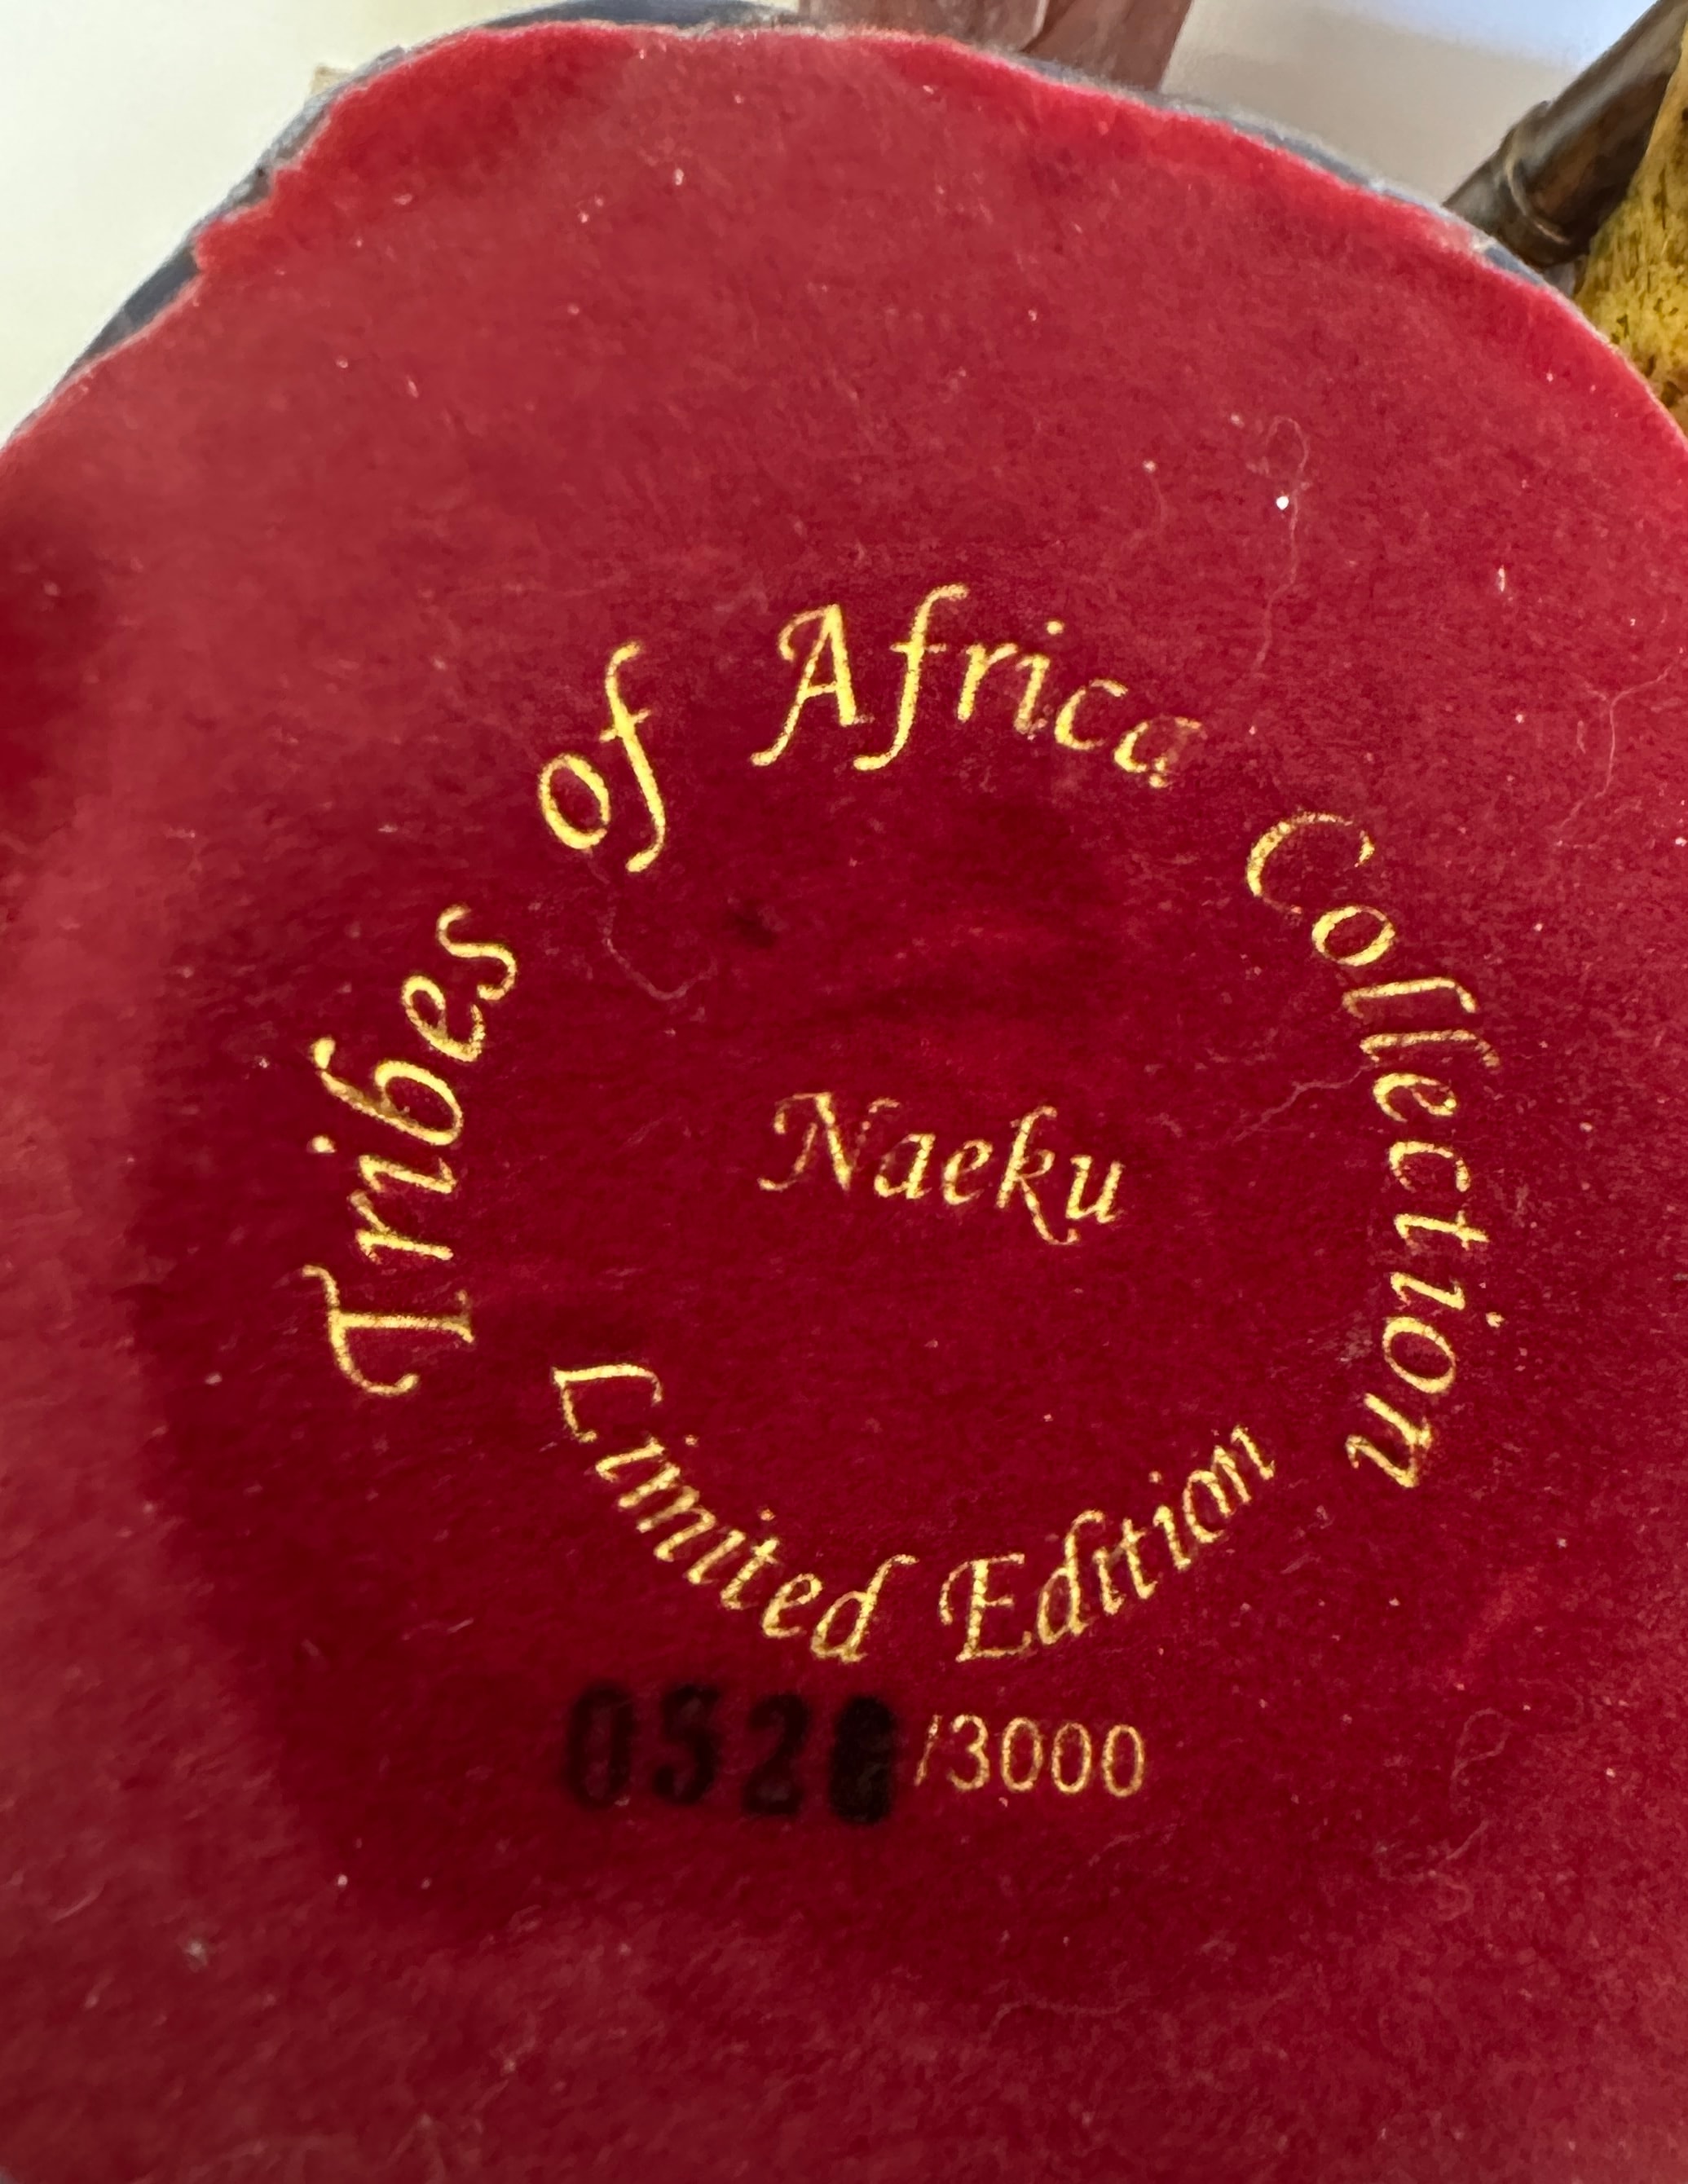 Tribes of Africa Collection
Naeku
Limited Edition
/3000